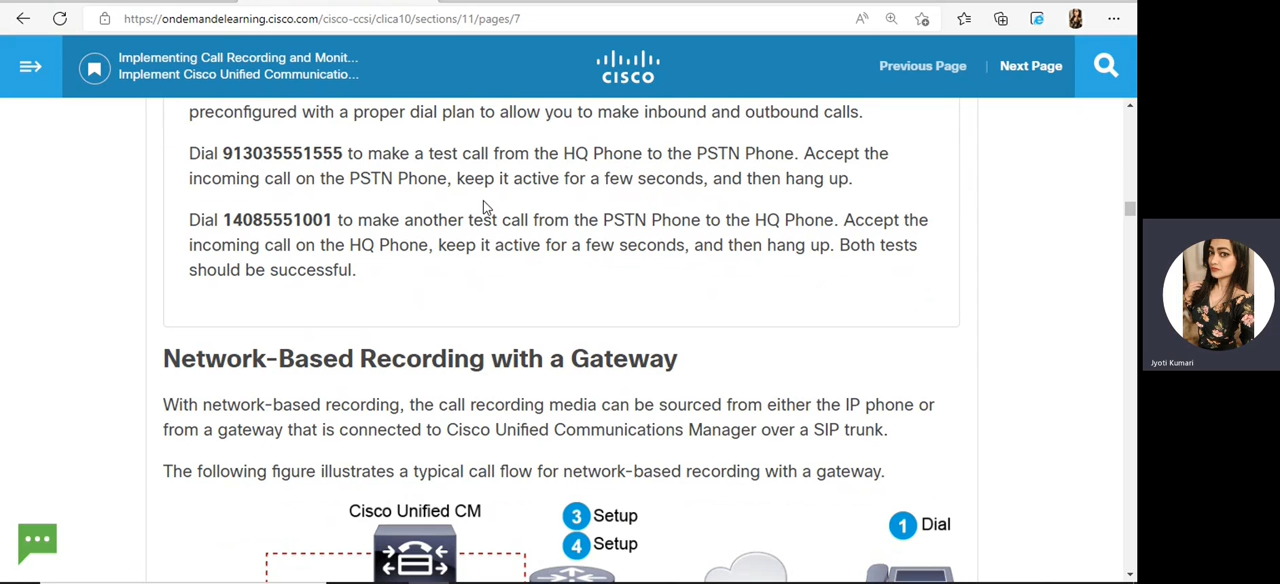 https://ondemandelearning.cisco.com/cisco-ccsi/clica10/sections/11/pages/7
Implementing Call Recording and Monit...
Implement Cisco Unified Communicatio...
CISCO
Previous Page | Next Page
preconfigured with a proper dial plan to allow you to make inbound and outbound calls.
Dial 913035551555 to make a test call from the HQ Phone to the PSTN Phone. Accept the
incoming call on the PSTN Phone, keep it active for a few seconds, and then hang up.
Dial 14085551001 to make another test call from the PSTN Phone to the HQ Phone. Accept the
incoming call on the HQ Phone, keep it active for a few seconds, and then hang up. Both tests
should be successful.
Jyoti Kumari
Network-Based Recording with a Gateway
With network-based recording, the call recording media can be sourced from either the IP phone or
from a gateway that is connected to Cisco Unified Communications Manager over a SIP trunk.
The following figure illustrates a typical call flow for network-based recording with a gateway.
Cisco Unified CM
3 Setup
4 Setup
1 Dial